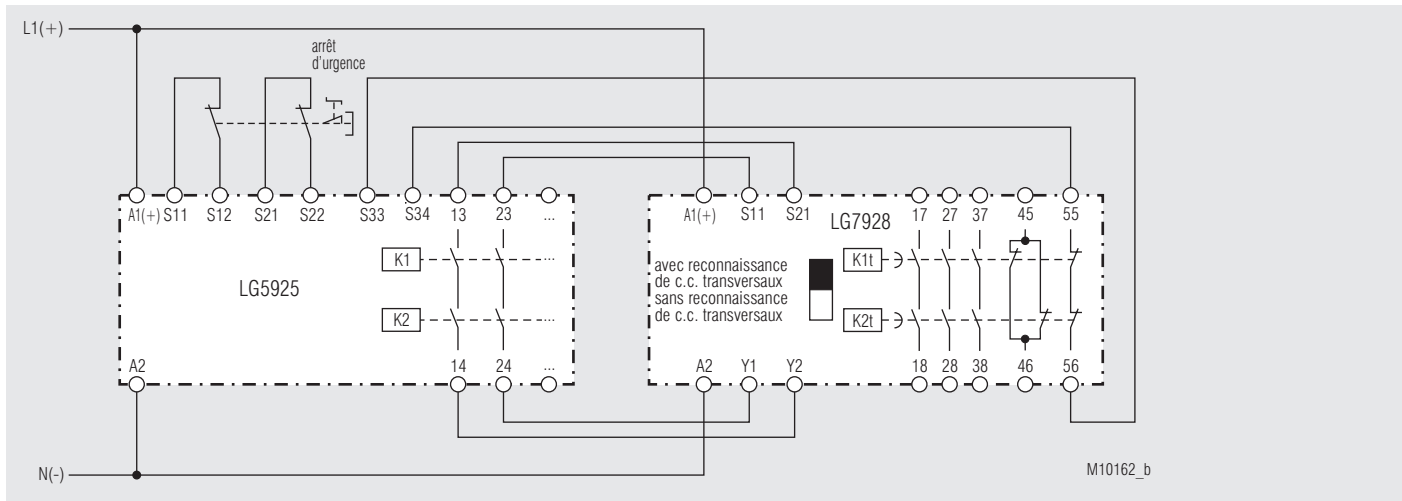 L1(+)
arrêt
d'urgence
A1(+) S11 S12 S21 S22 S33 S34 13 23 ...
K1 ...
LG5925
K2 ...
A2 14 24 ...
A1(+) S11 S21 17 27 37 45 55
LG7928
avec reconnaissance
de c.c. transversaux
sans reconnaissance
de c.c. transversaux
K1t
K2t
A2 Y1 Y2 18 28 38 46 56
N(-)
M10162_b